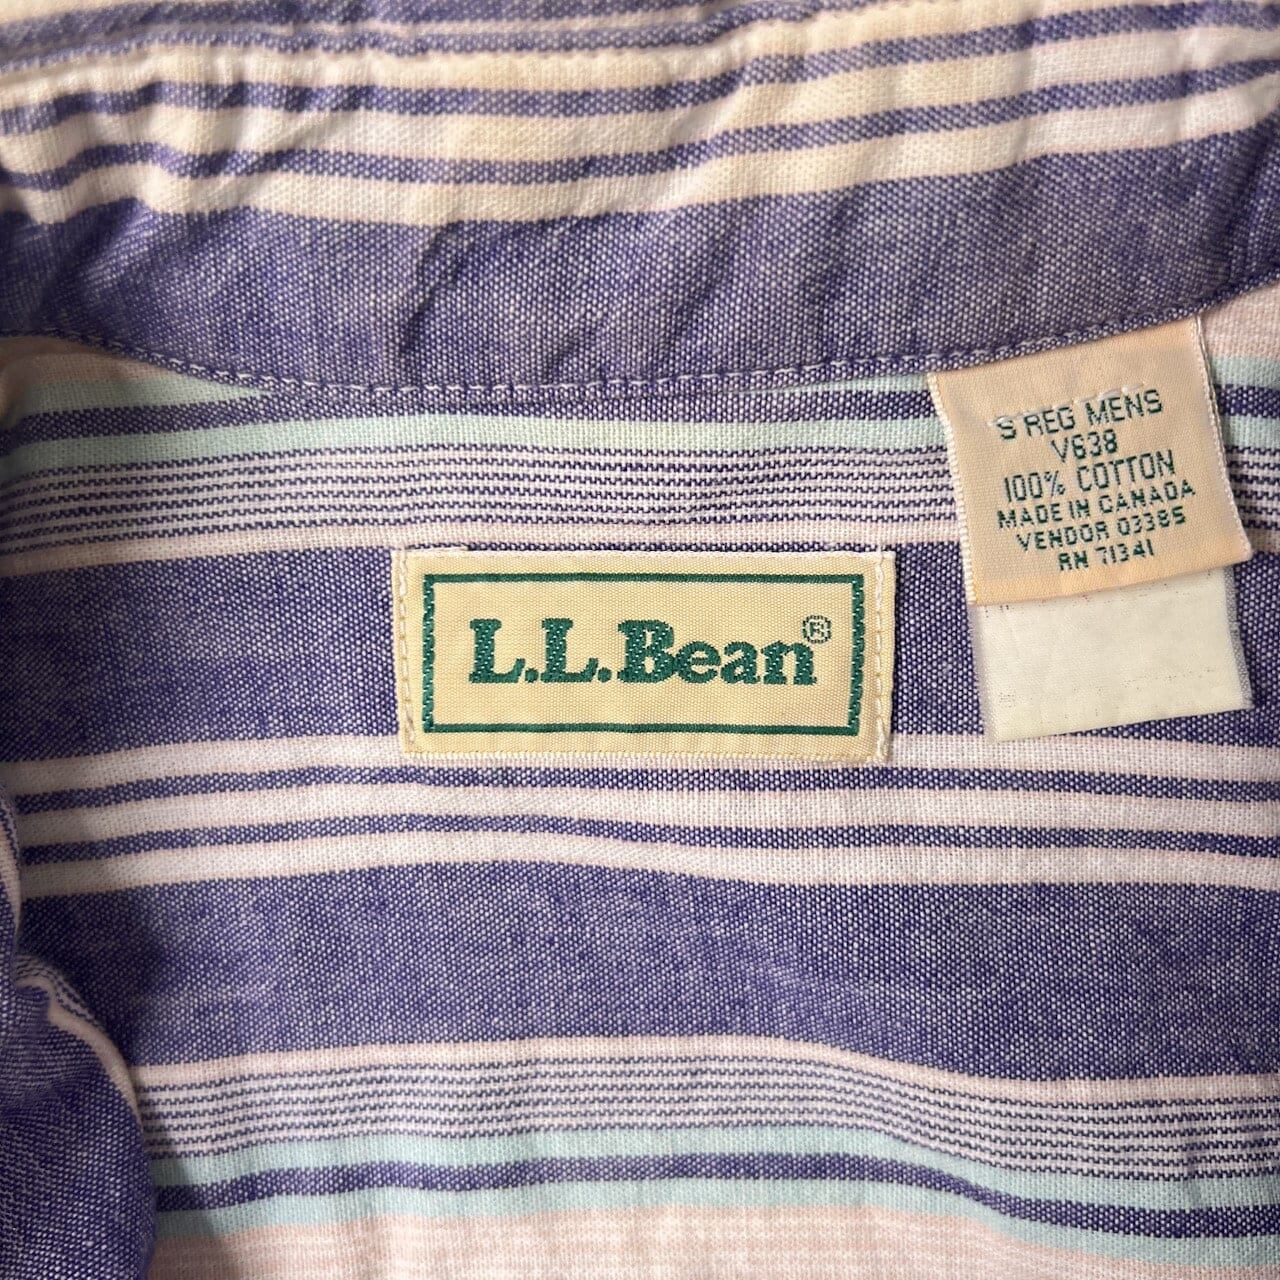 S REG MENS
V638
100% COTTON
MADE IN CANADA
VENDOR 03385
RN 71341
L.L.Bean®